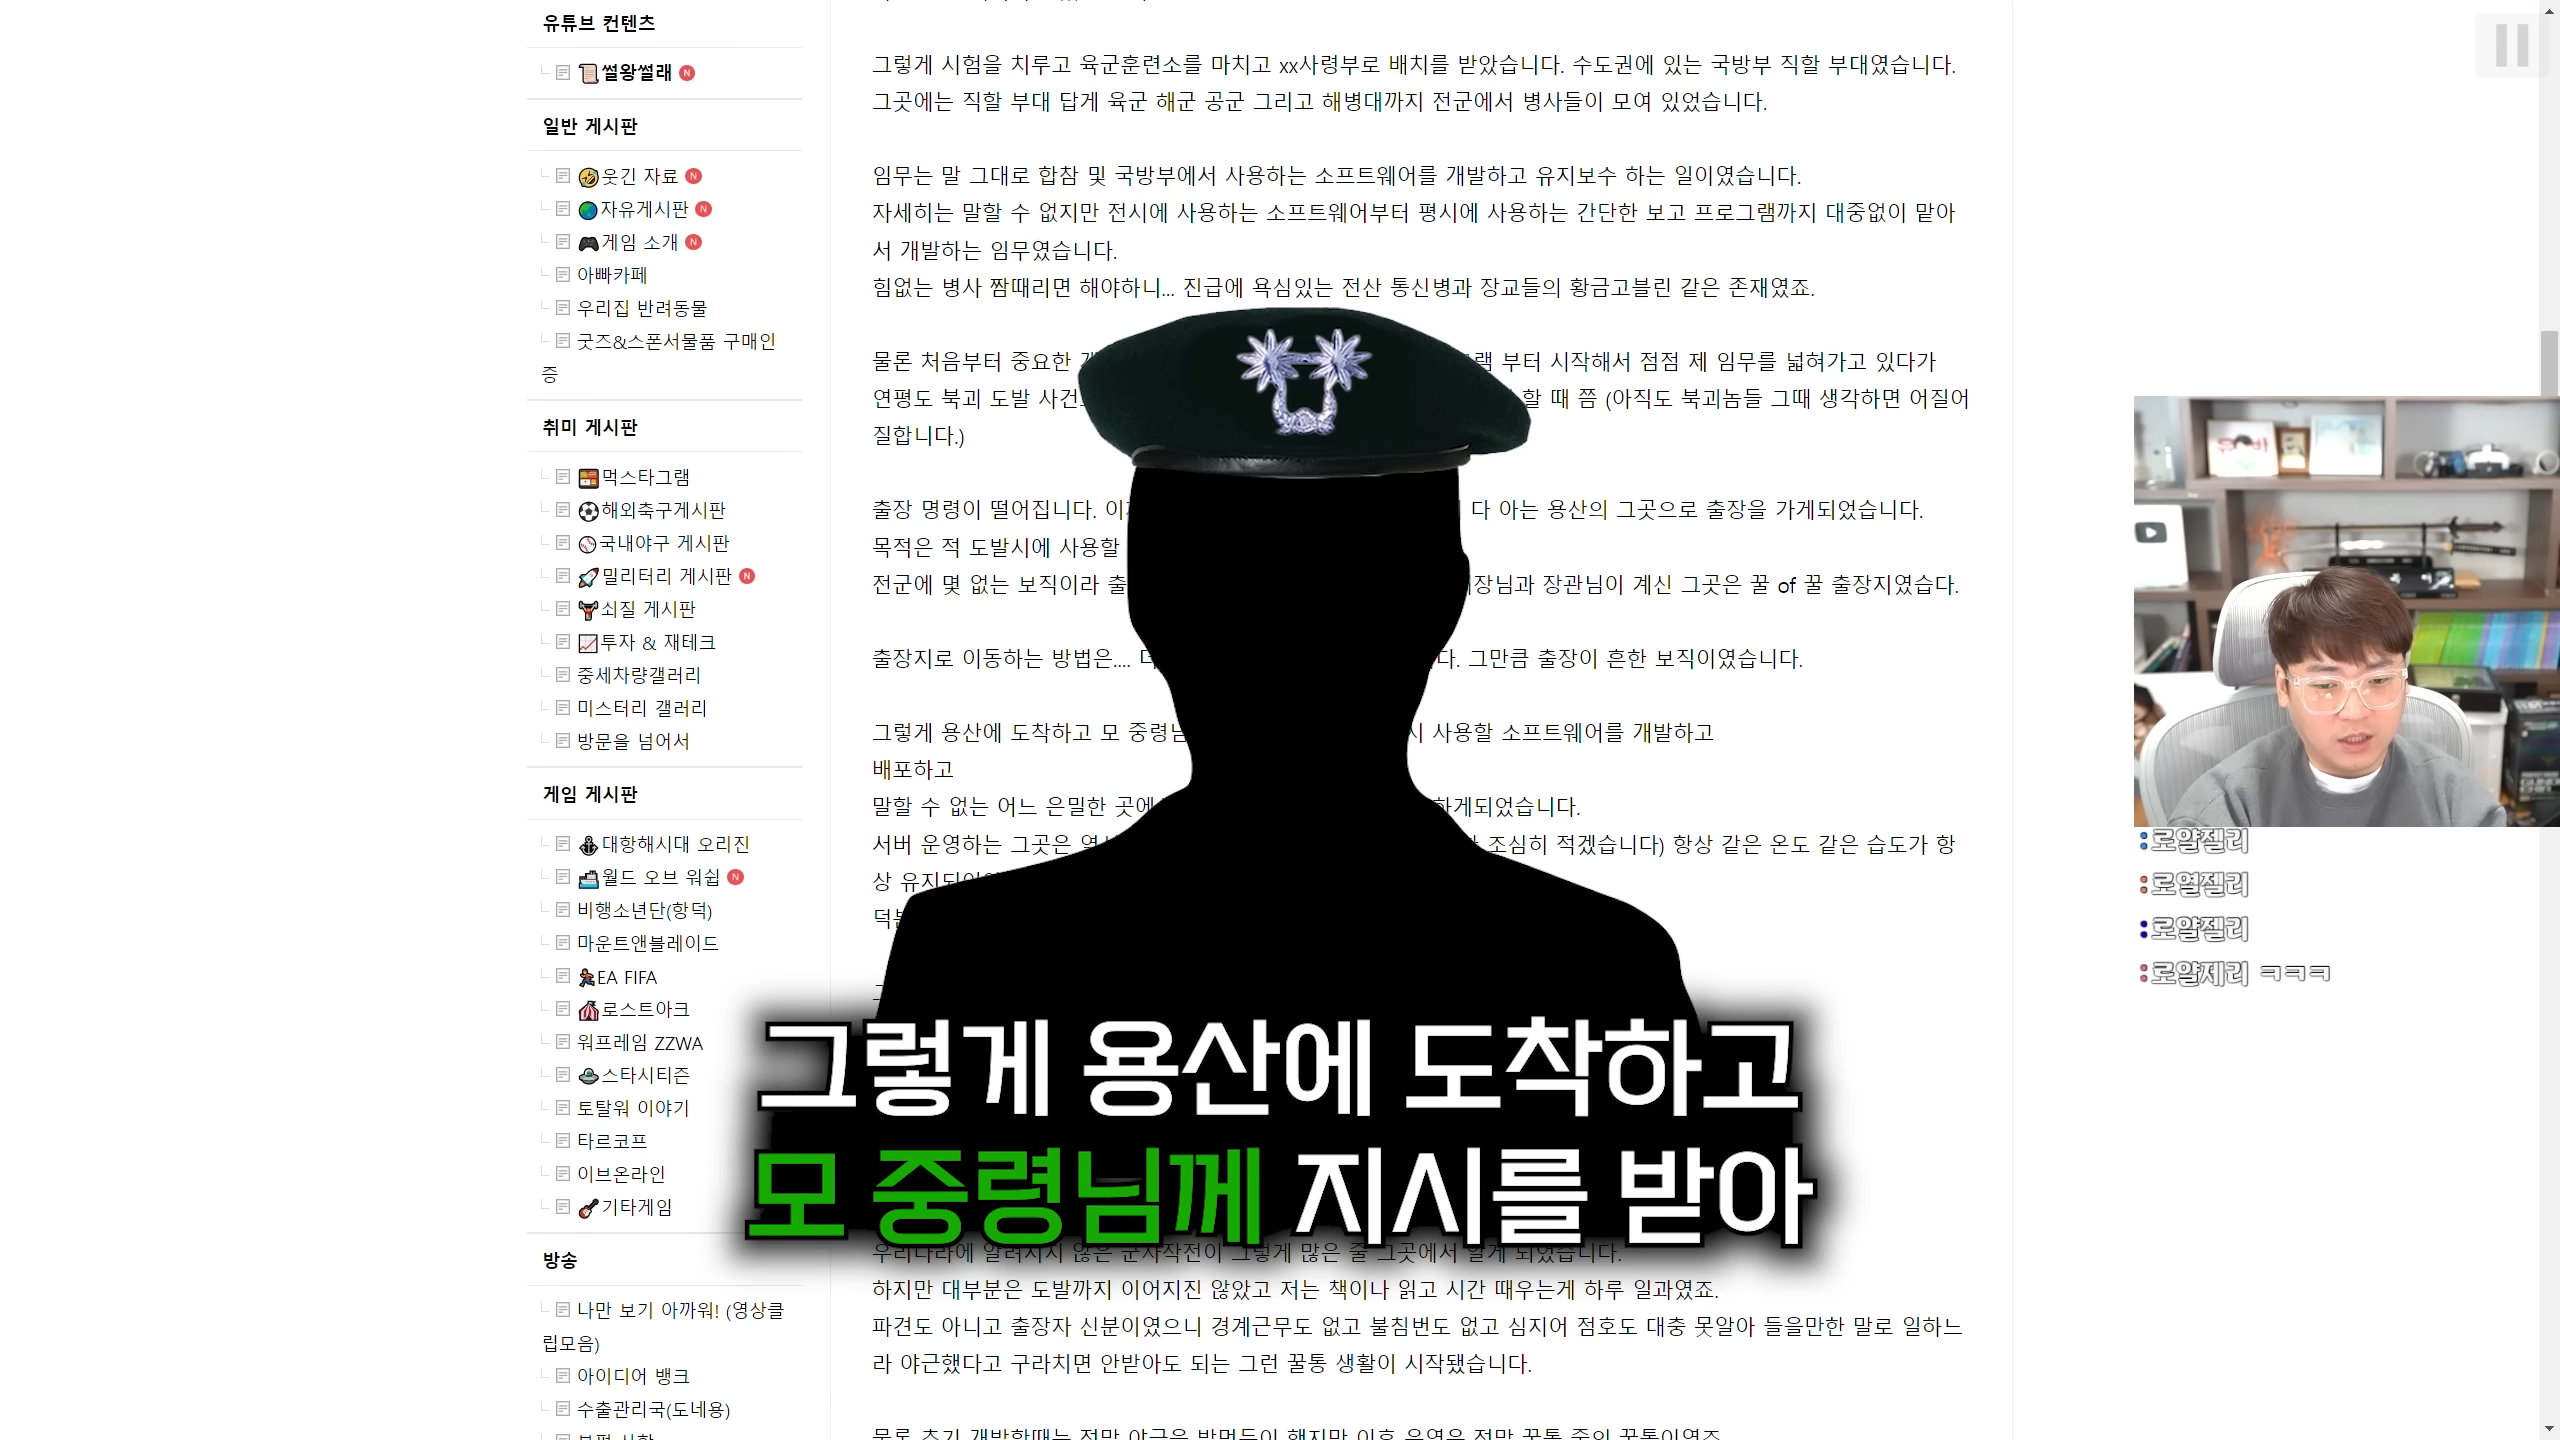 유튜브 컨텐츠
썰왕썰래 N
일반 게시판
웃긴 자료 N
자유게시판 N
게임 소개 N
아빠카페
우리집 반려동물
굿즈&스폰서물품 구매인
증
취미 게시판
먹스타그램
해외축구게시판
국내야구 게시판
밀리터리 게시판 N
쇠질 게시판
투자 & 재테크
중세차량갤러리
미스터리 갤러리
방문을 넘어서
게임 게시판
대항해시대 오리진
월드 오브 워쉽 N
비행소년단(항덕)
마운트앤블레이드
EA FIFA
로스트아크
워프레임 ZZWA
스타시티즌
토탈워 이야기
타르코프
이브온라인
기타게임
방송
나만 보기 아까워! (영상클
립모음)
아이디어 뱅크
수출관리국(도네용)
그렇게 시험을 치루고 육군훈련소를 마치고 xx사령부로 배치를 받았습니다. 수도권에 있는 국방부 직할 부대였습니다.
그곳에는 직할 부대 답게 육군 해군 공군 그리고 해병대까지 전군에서 병사들이 모여 있었습니다.
임무는 말 그대로 합참 및 국방부에서 사용하는 소프트웨어를 개발하고 유지보수 하는 일이였습니다.
자세히는 말할 수 없지만 전시에 사용하는 소프트웨어부터 평시에 사용하는 간단한 보고 프로그램까지 대중없이 맡아
서 개발하는 임무였습니다.
힘없는 병사 짬때리면 해야하니... 진급에 욕심있는 전산 통신병과 장교들의 황금고블린 같은 존재였죠.
물론 처음부터 중요한 부터 시작해서 점점 제 임무를 넓혀가고 있다가
연평도 북괴 도발 할 때 쯤 (아직도 북괴놈들 그때 생각하면 어질어
질합니다.)
출장 명령이 떨어집니다. 다 아는 용산의 그곳으로 출장을 가게되었습니다.
목적은 적 도발시에 사용할
전군에 몇 없는 보직이라 장관님이 계신 그곳은 꿀 of 꿀 출장지였습다.
출장지로 이동하는 방법은.... 그만큼 출장이 흔한 보직이였습니다.
그렇게 용산에 도착하고 모 사용할 소프트웨어를 개발하고
배포하고
말할 수 없는 어느 은밀한 하게되었습니다.
서버 운영하는 그곳은 조심히 적겠습니다) 항상 같은 온도 같은 습도가 항
상
그렇게 용산에 도착하고
모 중령님께 지시를 받아
우리나라에 알려지지 않은 군사작전이 그렇게 많은 줄 그곳에서 알게 되었습니다.
하지만 대부분은 도발까지 이어지진 않았고 저는 책이나 읽고 시간 때우는게 하루 일과였죠.
파견도 아니고 출장자 신분이였으니 경계근무도 없고 불침번도 없고 심지어 점호도 대충 못알아 들을만한 말로 일하느
라 야근했다고 구라치면 안받아도 되는 그런 꿀통 생활이 시작됐습니다.
:로얄젤리
:로열젤리
:로얄젤리
:로얄제리 ㅋㅋㅋ